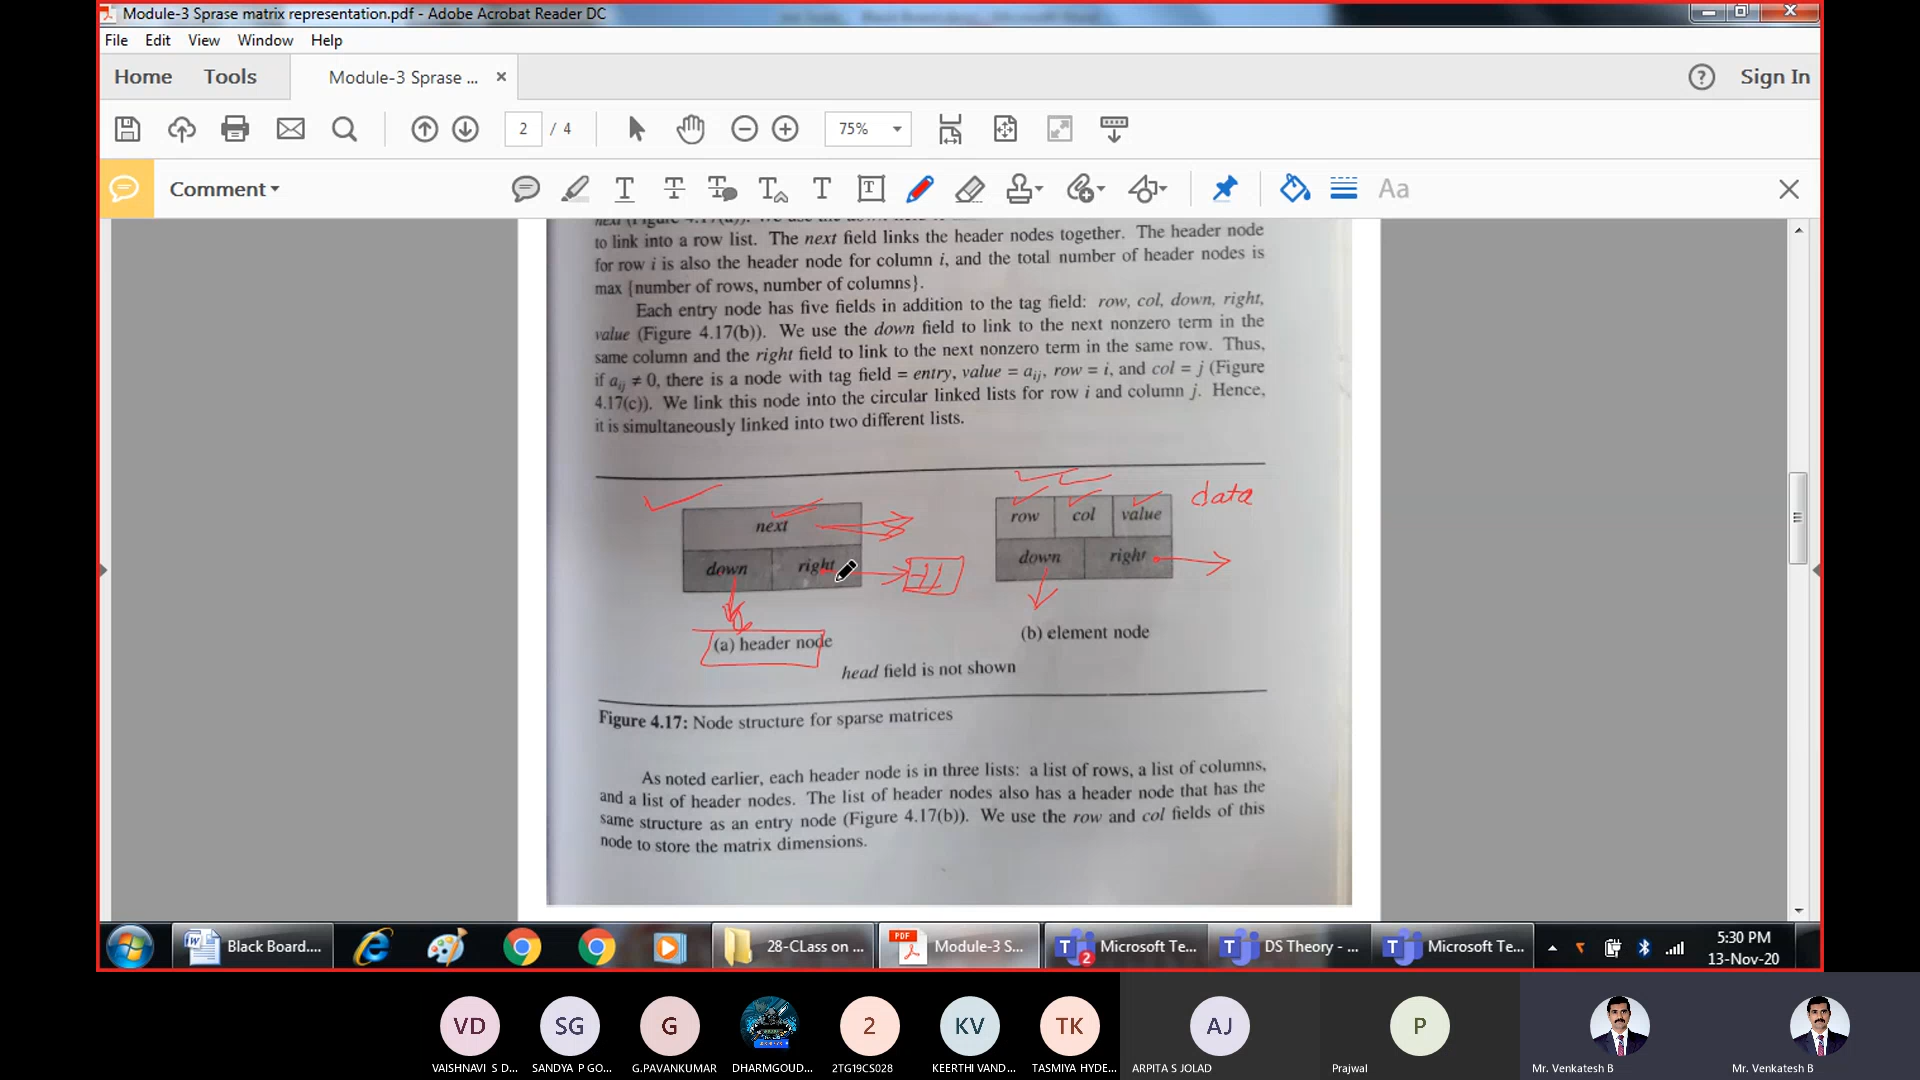 Module-3 Sprase matrix representation.pdf - Adobe Acrobat Reader DC
File Edit View Window Help
Home Tools Module-3 Sprase ... × Sign In
2 / 4 75%
Comment
Aa
to link into a row list. The next field links the header nodes together. The header node
for row i is also the header node for column i, and the total number of header nodes is
max {number of rows, number of columns}.
Each entry node has five fields in addition to the tag field: row, col, down, right,
value (Figure 4.17(b)). We use the down field to link to the next nonzero term in the
same column and the right field to link to the next nonzero term in the same row. Thus,
if aij ≠ 0, there is a node with tag field = entry, value = aij, row = i, and col = j (Figure
4.17(c)). We link this node into the circular linked lists for row i and column j. Hence,
it is simultaneously linked into two different lists.
next
down right
row col value data
down right
(a) header node
(b) element node
head field is not shown
Figure 4.17: Node structure for sparse matrices
As noted earlier, each header node is in three lists: a list of rows, a list of columns,
and a list of header nodes. The list of header nodes also has a header node that has the
same structure as an entry node (Figure 4.17(b)). We use the row and col fields of this
node to store the matrix dimensions.
Black Board.... 28-CLass on ... Module-3 S... Microsoft Te... DS Theory - ... Microsoft Te...
PDF
2
5:30 PM
13-Nov-20
VD SG G 2 KV TK AJ P
VAISHNAVI S D... SANDYA P GO... G.PAVANKUMAR DHARMGOUD... 2TG19CS028 KEERTHI VAND... TASMIYA HYDE... ARPITA S JOLAD Prajwal Mr. Venkatesh B Mr. Venkatesh B